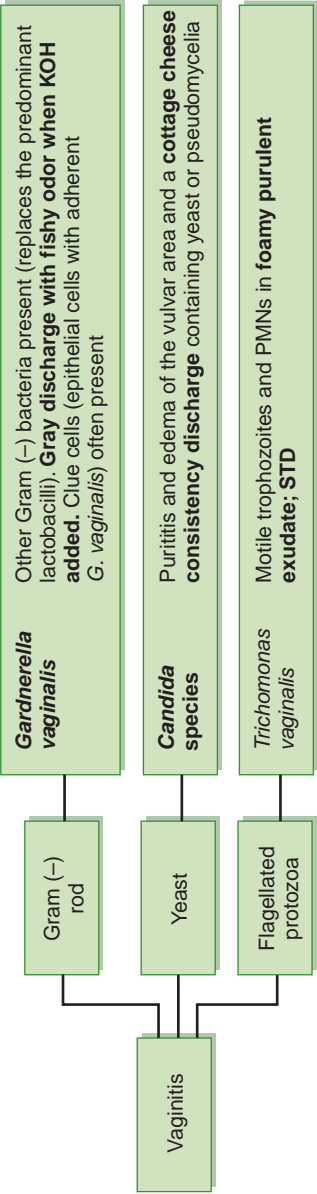 Vaginitis
Gram (–)
rod
Gardnerella
vaginalis
Other Gram (–) bacteria present (replaces the predominant
lactobacilli). Gray discharge with fishy odor when KOH
added. Clue cells (epithelial cells with adherent
G. vaginalis) often present
Yeast
Candida
species
Purititis and edema of the vulvar area and a cottage cheese
consistency discharge containing yeast or pseudomycelia
Flagellated
protozoa
Trichomonas
vaginalis
Motile trophozoites and PMNs in foamy purulent
exudate; STD